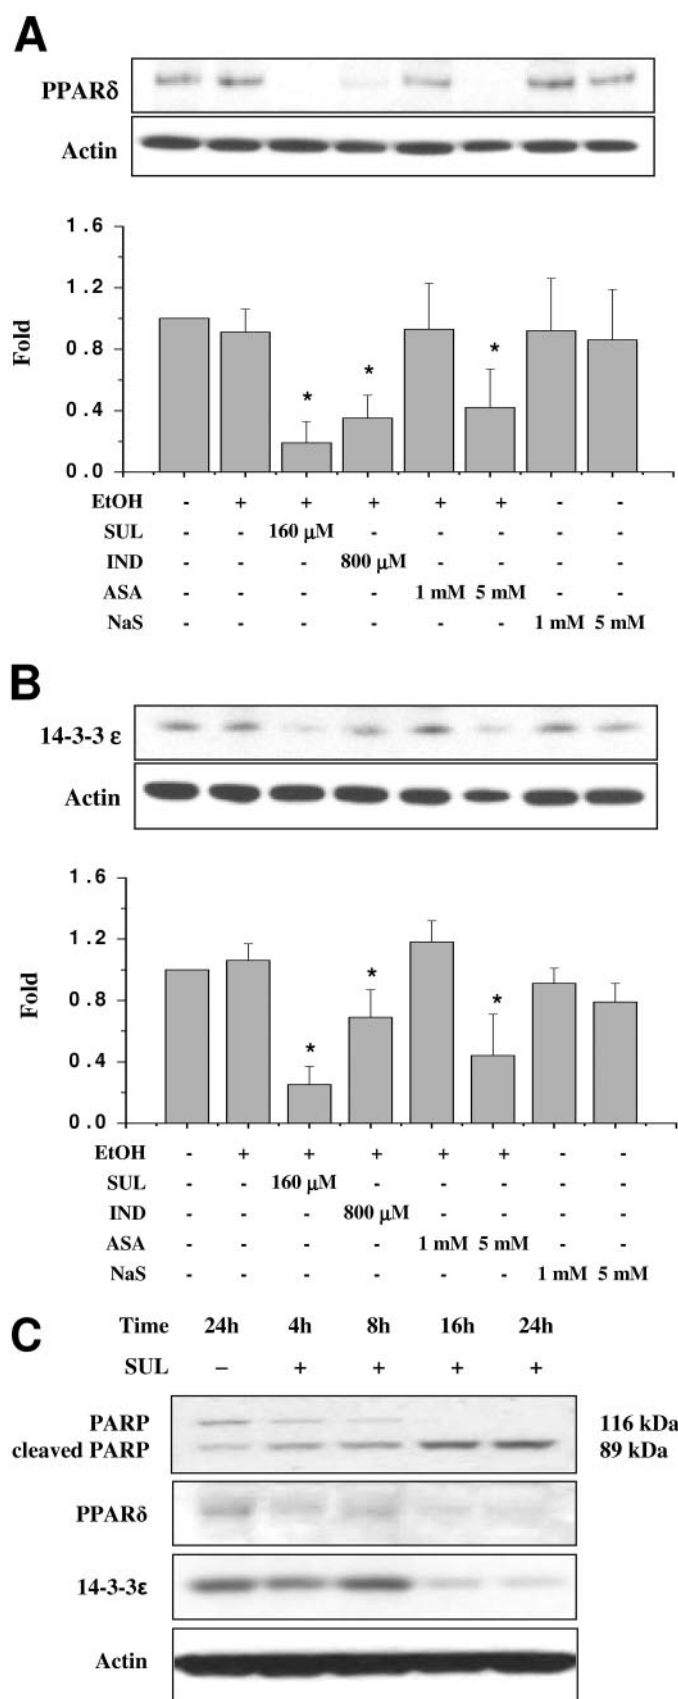 A
PPARδ
Actin
1.6
1.2
0.8
0.4
0.0
Fold
* * *
EtOH - + + + + + - -
SUL - - 160 μM - - - - -
IND - - - 800 μM - - - -
ASA - - - - 1 mM 5 mM - -
NaS - - - - - - 1 mM 5 mM
B
14-3-3 ε
Actin
1.6
1.2
0.8
0.4
0.0
Fold
* * *
EtOH - + + + + + - -
SUL - - 160 μM - - - - -
IND - - - 800 μM - - - -
ASA - - - - 1 mM 5 mM - -
NaS - - - - - - 1 mM 5 mM
C
Time 24h 4h 8h 16h 24h
SUL – + + + +
PARP 116 kDa
cleaved PARP 89 kDa
PPARδ
14-3-3ε
Actin